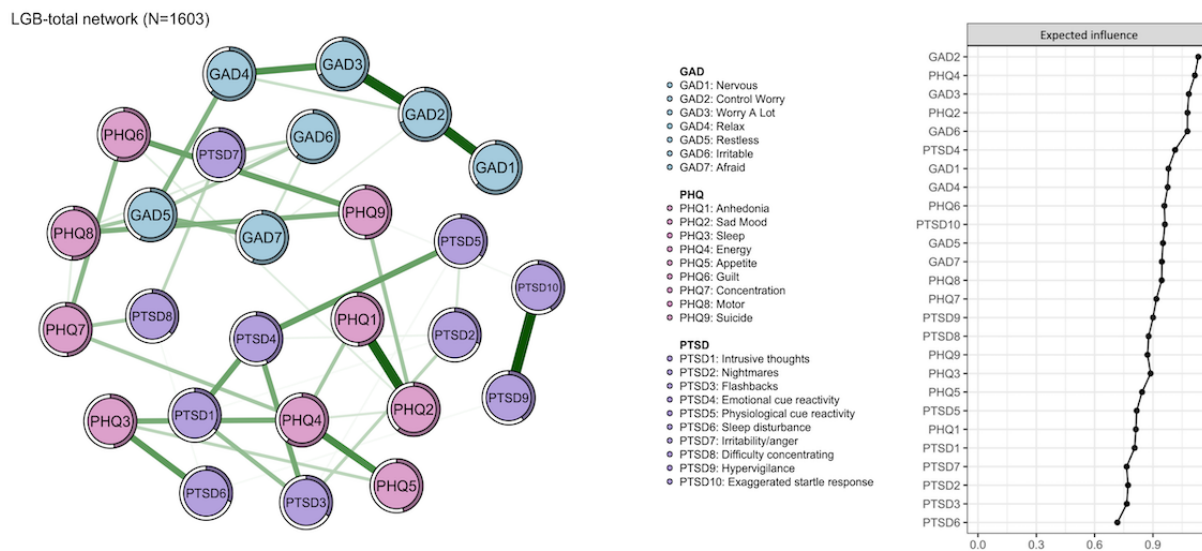 LGB-total network (N=1603)
GAD3
GAD4
GAD2
PHQ6
GAD6
PTSD7
GAD1
GAD5
PHQ9
PHQ8
GAD7
PTSD5
PTSD10
PHQ7
PTSD8
PHQ1
PTSD4
PTSD2
PTSD9
PHQ2
PTSD1
PHQ3
PHQ4
PHQ5
PTSD6
PTSD3
GAD
GAD1: Nervous
GAD2: Control Worry
GAD3: Worry A Lot
GAD4: Relax
GAD5: Restless
GAD6: Irritable
GAD7: Afraid
PHQ
PHQ1: Anhedonia
PHQ2: Sad Mood
PHQ3: Sleep
PHQ4: Energy
PHQ5: Appetite
PHQ6: Guilt
PHQ7: Concentration
PHQ8: Motor
PHQ9: Suicide
PTSD
PTSD1: Intrusive thoughts
PTSD2: Nightmares
PTSD3: Flashbacks
PTSD4: Emotional cue reactivity
PTSD5: Physiological cue reactivity
PTSD6: Sleep disturbance
PTSD7: Irritability/anger
PTSD8: Difficulty concentrating
PTSD9: Hypervigilance
PTSD10: Exaggerated startle response
Expected influence
GAD2
PHQ4
GAD3
PHQ2
GAD6
PTSD4
GAD1
GAD4
PHQ6
PTSD10
GAD5
GAD7
PHQ8
PHQ7
PTSD9
PTSD8
PHQ9
PHQ3
PHQ5
PTSD5
PHQ1
PTSD1
PTSD7
PTSD2
PTSD3
PTSD6
0.0 0.3 0.6 0.9